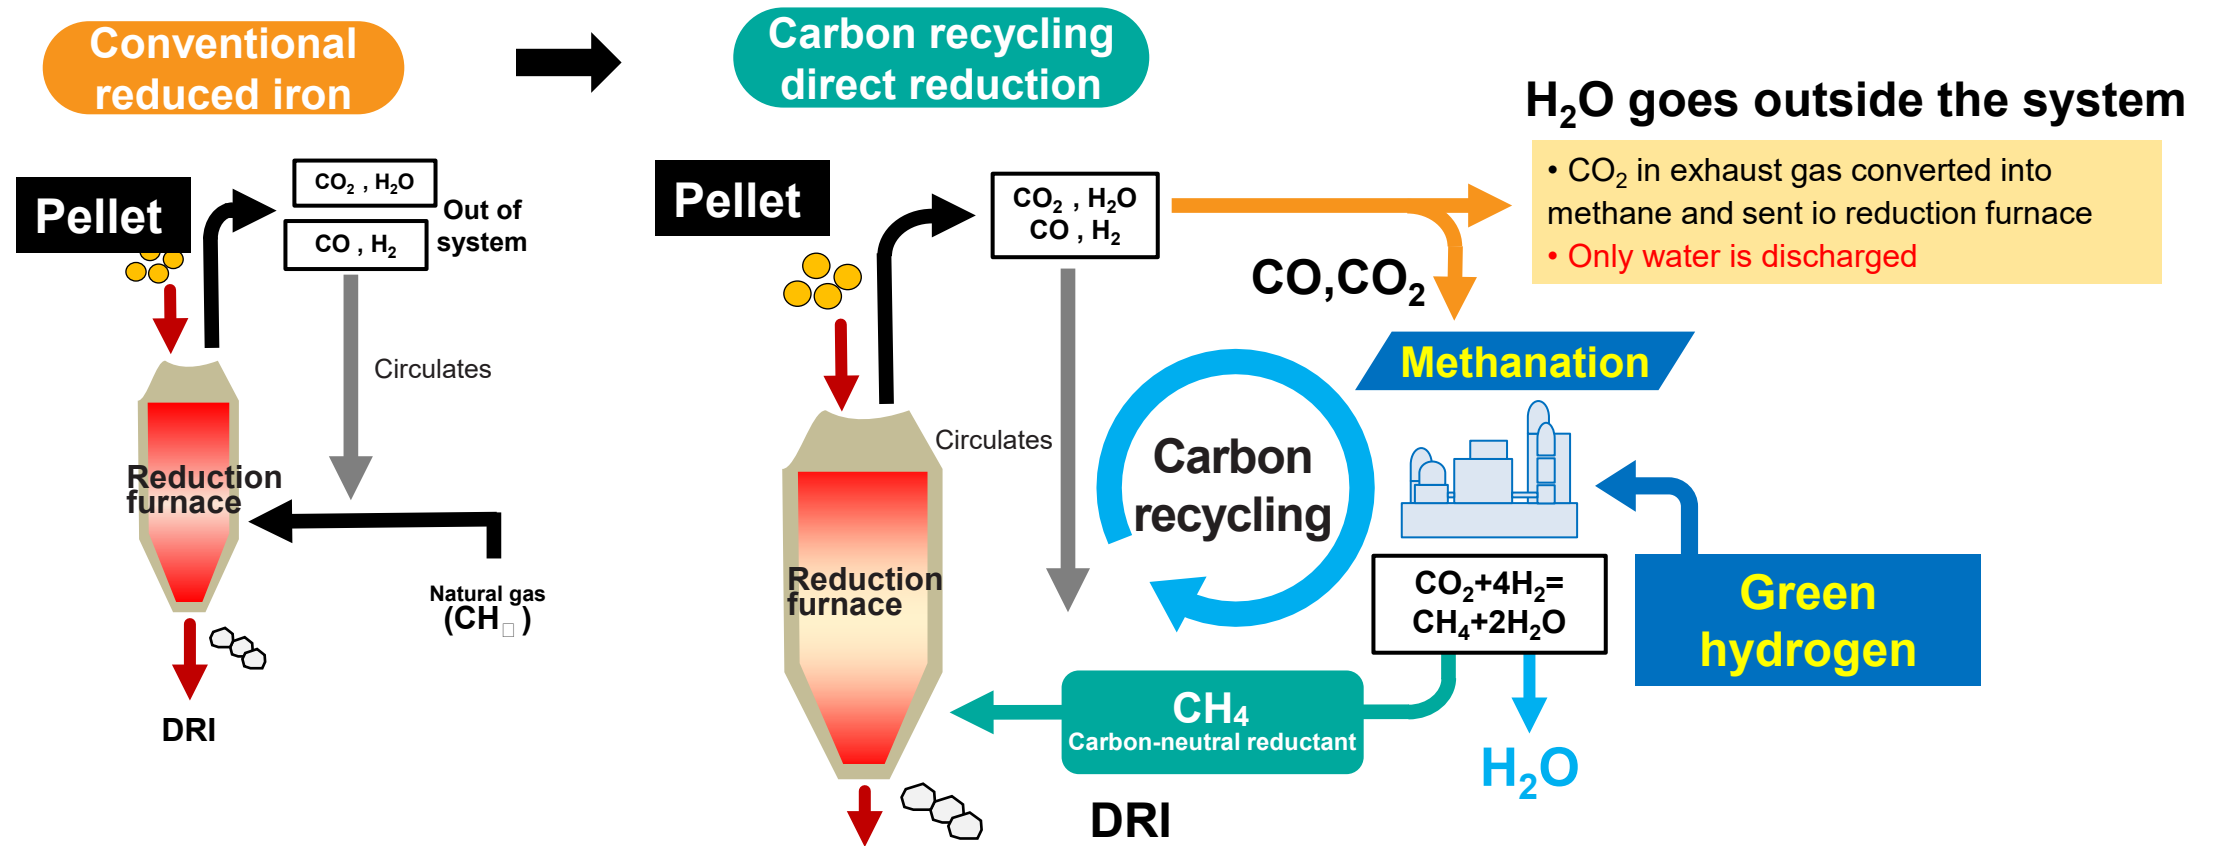 Conventional
reduced iron
Carbon recycling
direct reduction
Pellet
CO₂ , H₂O
CO , H₂
Out of
system
Circulates
Reduction
furnace
Natural gas
(CH□ )
DRI
Pellet
CO₂ , H₂O
CO , H₂
Circulates
Reduction
furnace
DRI
H₂O goes outside the system
• CO₂ in exhaust gas converted into
methane and sent io reduction furnace
• Only water is discharged
CO,CO₂
Methanation
Carbon
recycling
CO₂+4H₂=
CH₄+2H₂O
Green
hydrogen
CH₄
Carbon-neutral reductant
H₂O